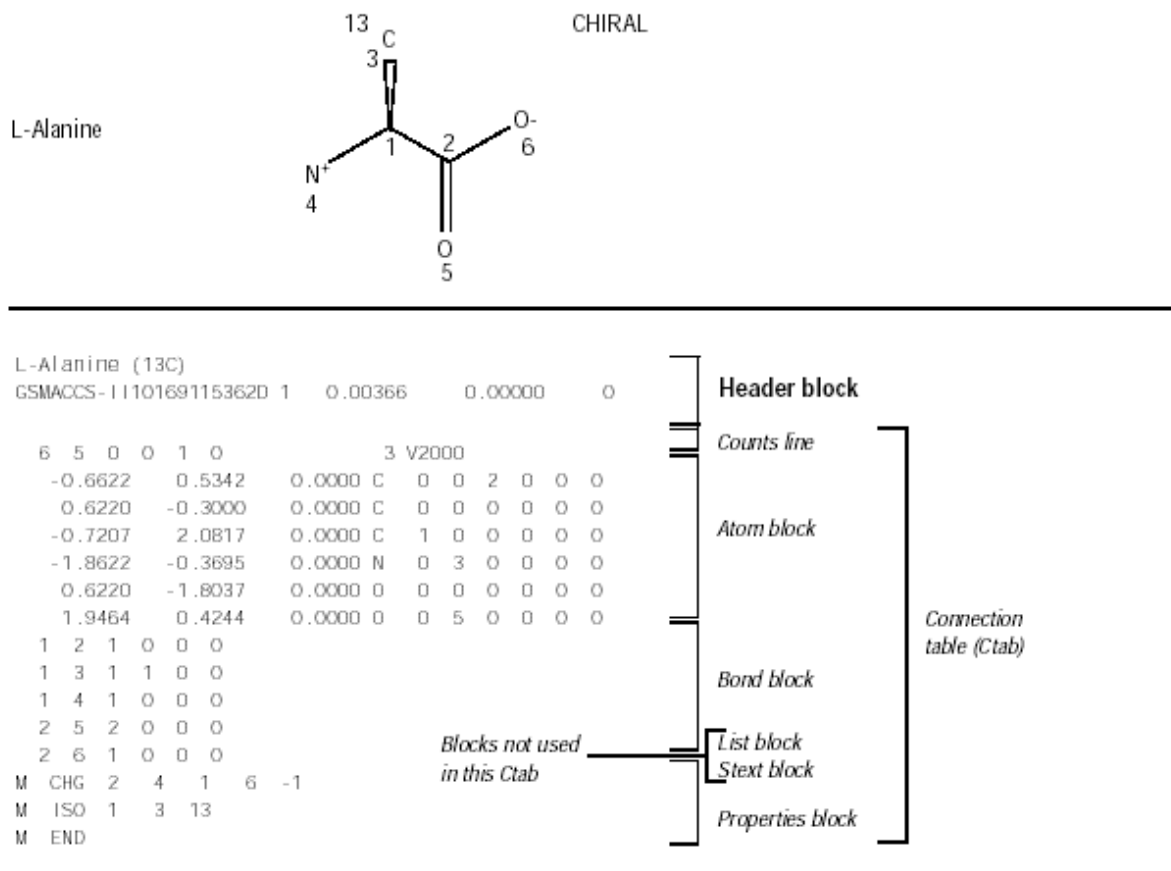 13
C
CHIRAL
3
L-Alanine
1
2
O-
6
N+
4
O
5
L-Alanine (13C)
GSMACCS-II10169115362D 1 0.00366 0.00000 0
Header block
6 5 0 0 1 0 3 V2000
Counts line
-0.6622 0.5342 0.0000 C 0 0 2 0 0 0
0.6220 -0.3000 0.0000 C 0 0 0 0 0 0
-0.7207 2.0817 0.0000 C 1 0 0 0 0 0
Atom block
-1.8622 -0.3695 0.0000 N 0 3 0 0 0 0
0.6220 -1.8037 0.0000 O 0 0 0 0 0 0
1.9464 0.4244 0.0000 O 0 5 0 0 0 0
Connection
table (Ctab)
1 2 1 0 0 0
1 3 1 1 0 0
1 4 1 0 0 0
2 5 2 0 0 0
2 6 1 0 0 0
Bond block
Blocks not used
in this Ctab
List block
Stext block
M CHG 2 4 1 6 -1
M ISO 1 3 13
M END
Properties block